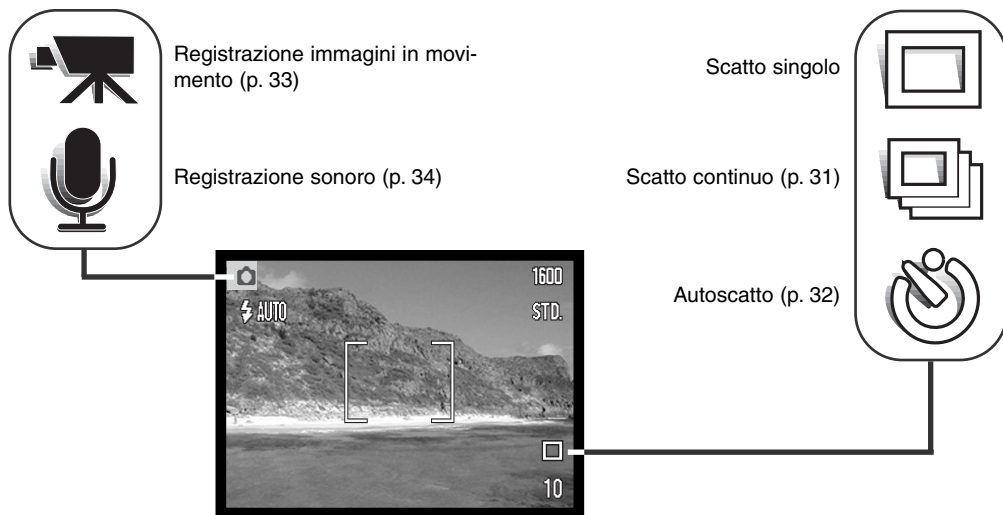 Registrazione immagini in movi-
mento (p. 33)
Registrazione sonoro (p. 34)
Scatto singolo
Scatto continuo (p. 31)
Autoscatto (p. 32)
1600
AUTO
STD.
10